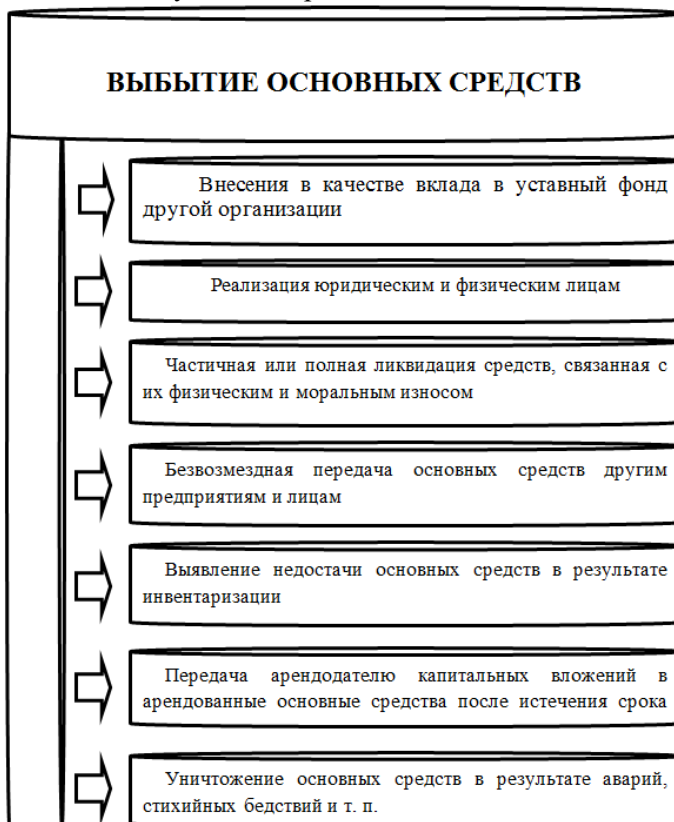 ВЫБЫТИЕ ОСНОВНЫХ СРЕДСТВ
Внесения в качестве вклада в уставный фонд
другой организации
Реализация юридическим и физическим лицам
Частичная или полная ликвидация средств, связанная с
их физическим и моральным износом
Безвозмездная передача основных средств другим
предприятиям и лицам
Выявление недостачи основных средств в результате
инвентаризации
Передача арендодателю капитальных вложений в
арендованные основные средства после истечения срока
Уничтожение основных средств в результате аварий,
стихийных бедствий и т. п.